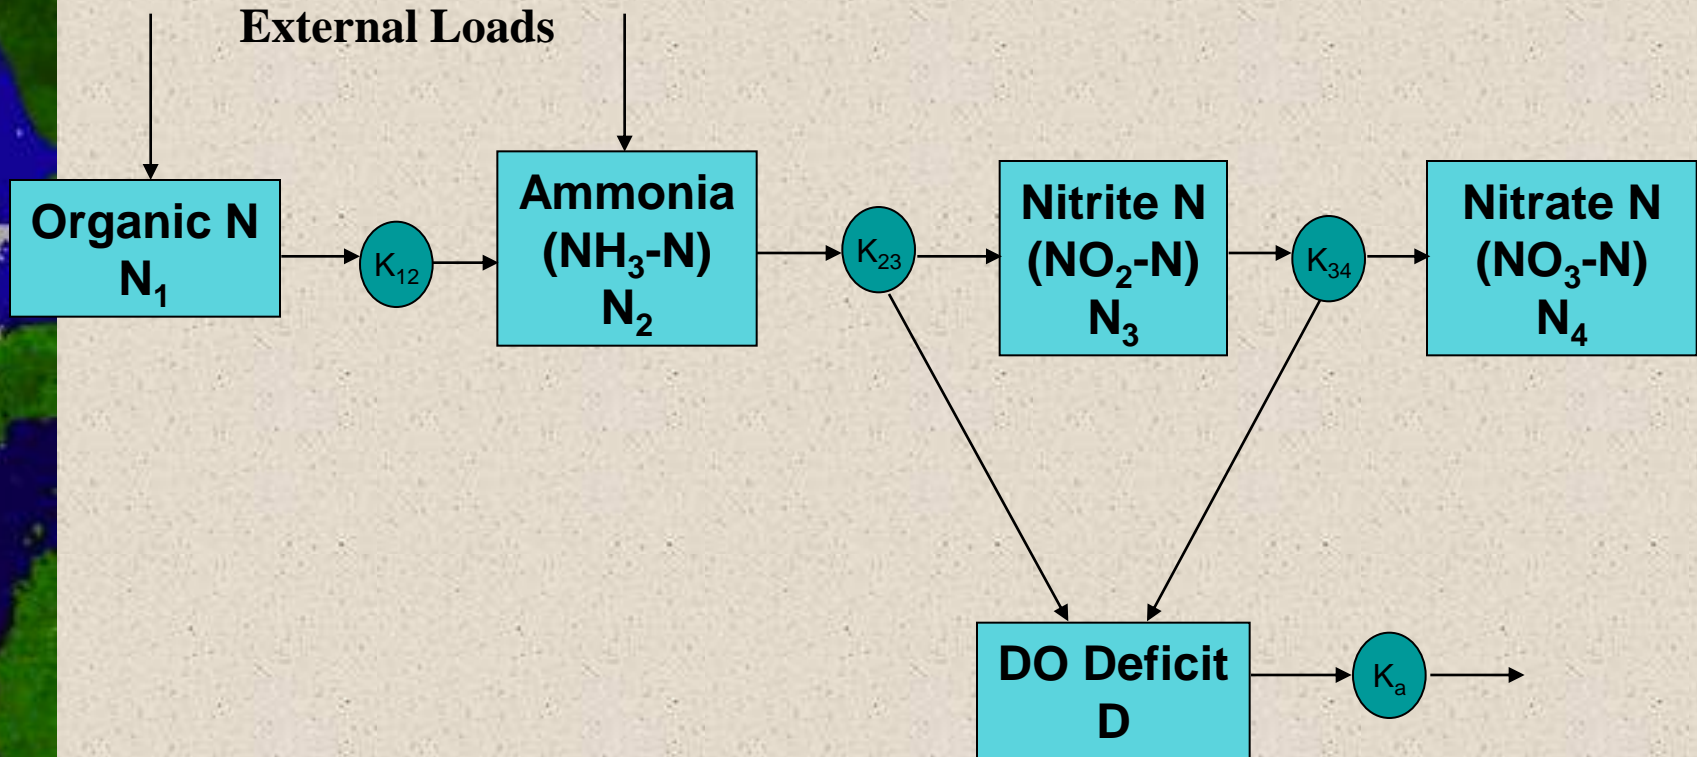 External Loads
Organic N
N₁
K₁₂
Ammonia
(NH₃-N)
N₂
K₂₃
Nitrite N
(NO₂-N)
N₃
K₃₄
Nitrate N
(NO₃-N)
N₄
DO Deficit
D
Kₐ